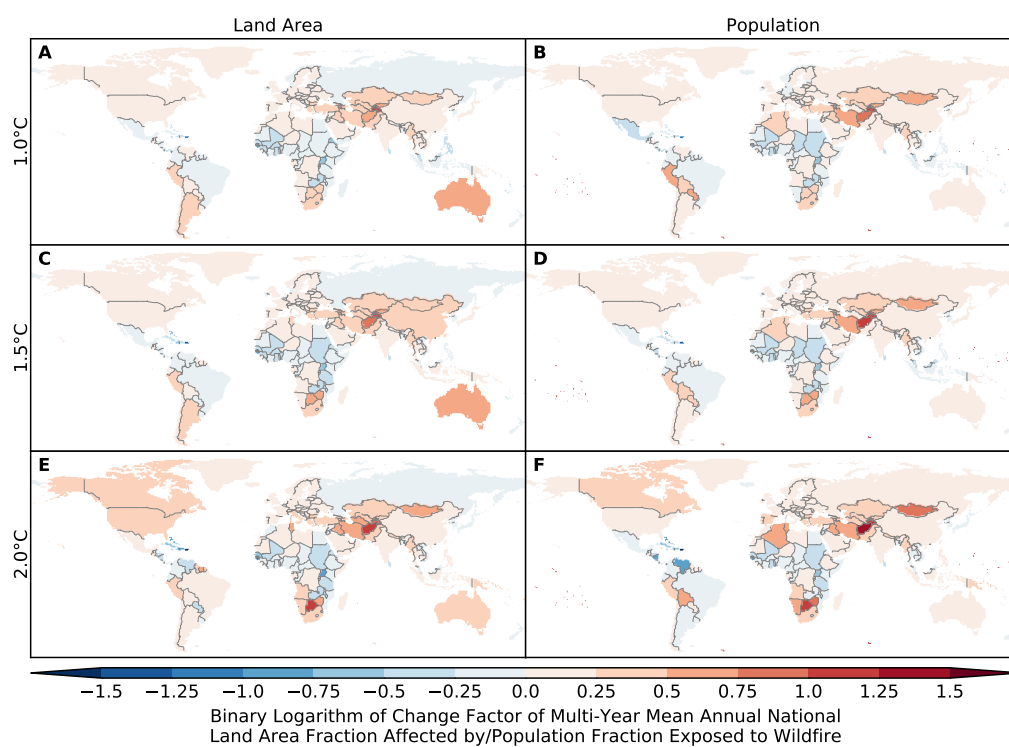 Land Area
Population
A
B
1.0°C
C
D
1.5°C
E
F
2.0°C
−1.5 −1.25 −1.0 −0.75 −0.5 −0.25 0.0 0.25 0.5 0.75 1.0 1.25 1.5
Binary Logarithm of Change Factor of Multi-Year Mean Annual National
Land Area Fraction Affected by/Population Fraction Exposed to Wildfire